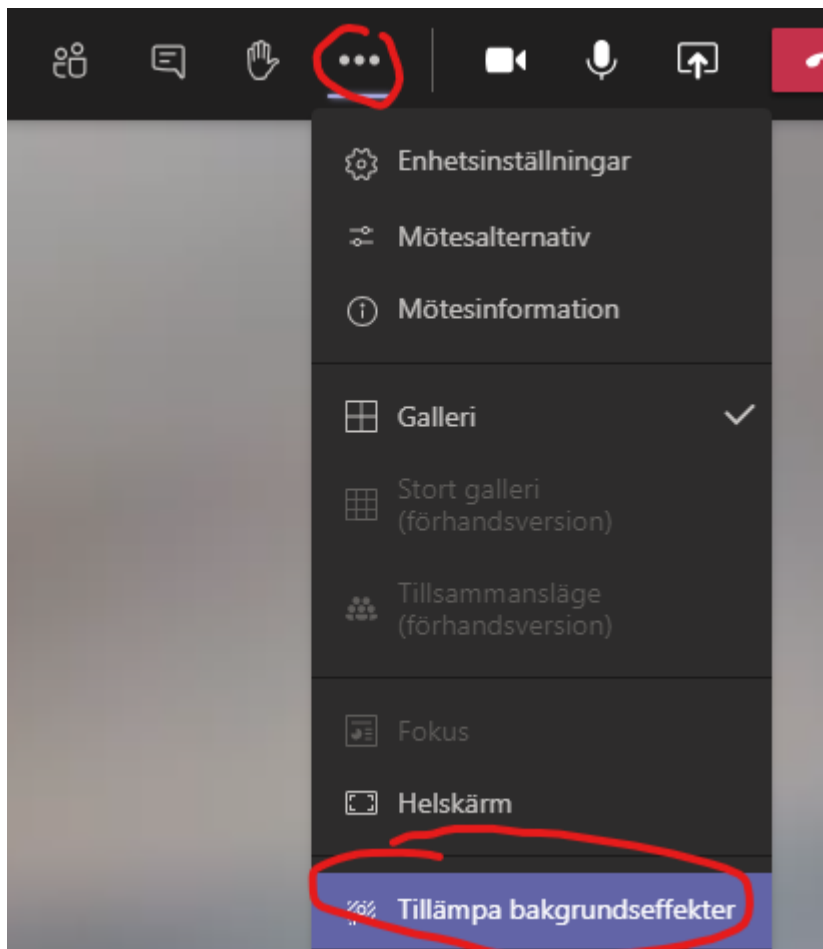 Enhetsinställningar
Mötesalternativ
Mötesinformation
Galleri
Stort galleri
(förhandsversion)
Tillsammansläge
(förhandsversion)
Fokus
Helskärm
Tillämpa bakgrundseffekter